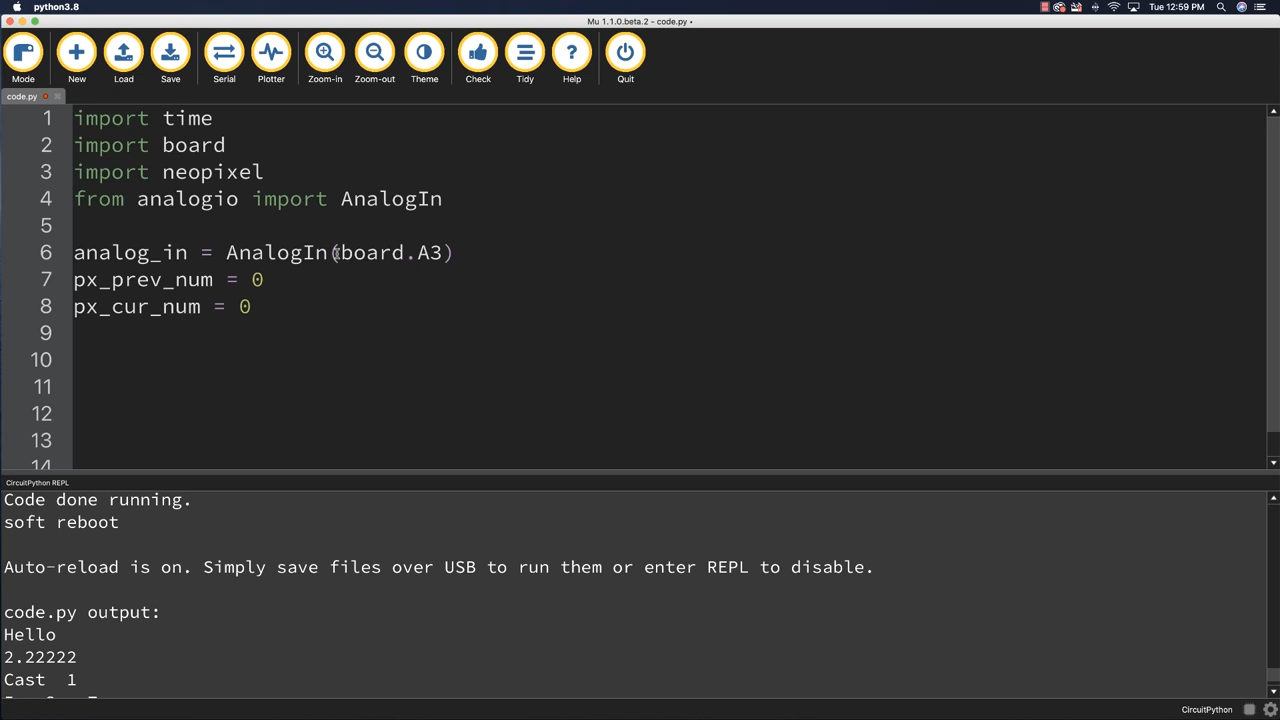 python3.8
Tue 12:59 PM
Mu 1.1.0.beta.2 - code.py •
Mode New Load Save Serial Plotter Zoom-in Zoom-out Theme Check Tidy Help Quit
code.py
1 import time
2 import board
3 import neopixel
4 from analogio import AnalogIn
5
6 analog_in = AnalogIn(board.A3)
7 px_prev_num = 0
8 px_cur_num = 0
9
10
11
12
13
14
CircuitPython REPL
Code done running.
soft reboot
Auto-reload is on. Simply save files over USB to run them or enter REPL to disable.
code.py output:
Hello
2.22222
Cast  1
CircuitPython